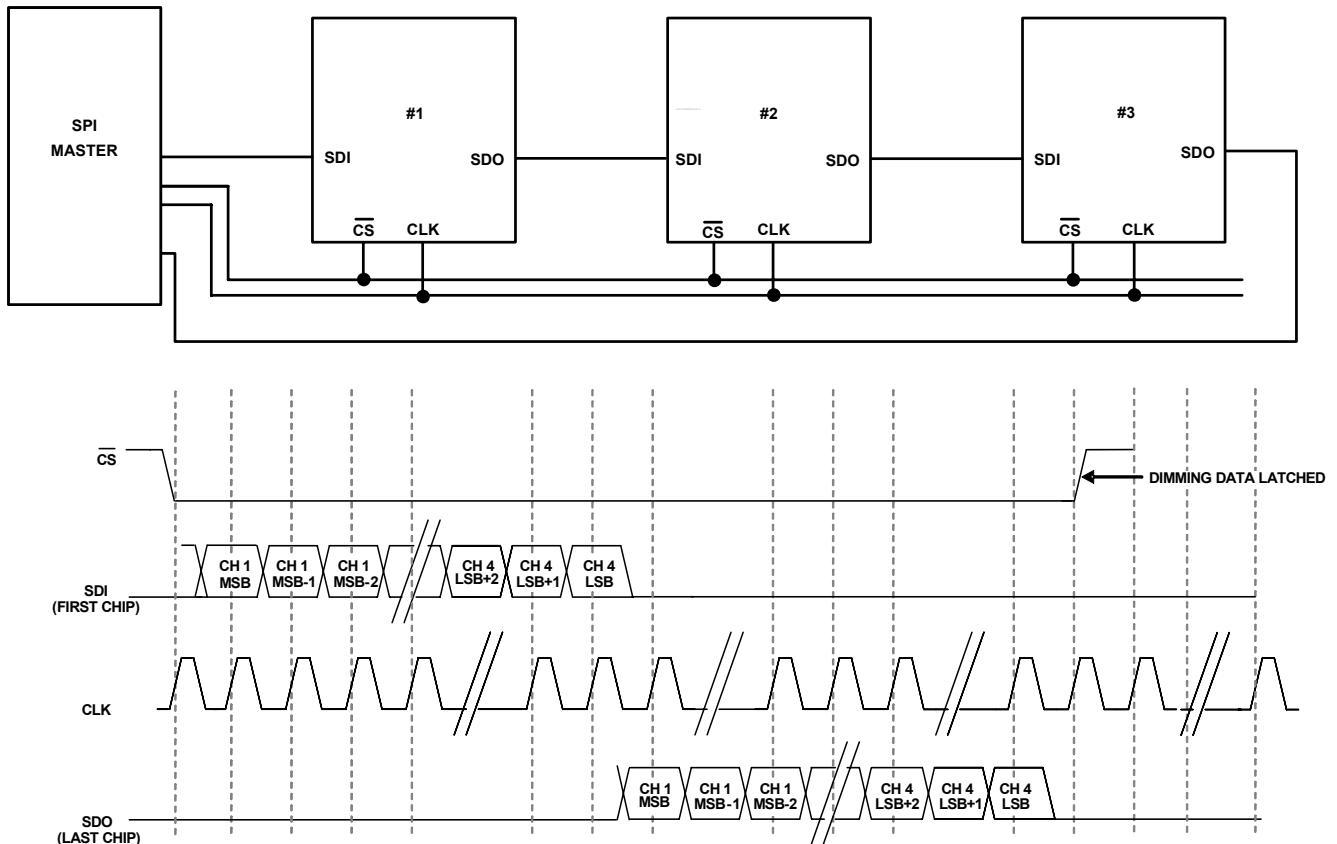 SPI
MASTER
#1
SDI
SDO
CS
CLK
#2
SDI
SDO
CS
CLK
#3
SDI
SDO
CS
CLK
CS
DIMMING DATA LATCHED
SDI
(FIRST CHIP)
CH 1
MSB
CH 1
MSB-1
CH 1
MSB-2
CH 4
LSB+2
CH 4
LSB+1
CH 4
LSB
CLK
SDO
(LAST CHIP)
CH 1
MSB
CH 1
MSB-1
CH 1
MSB-2
CH 4
LSB+2
CH 4
LSB+1
CH 4
LSB